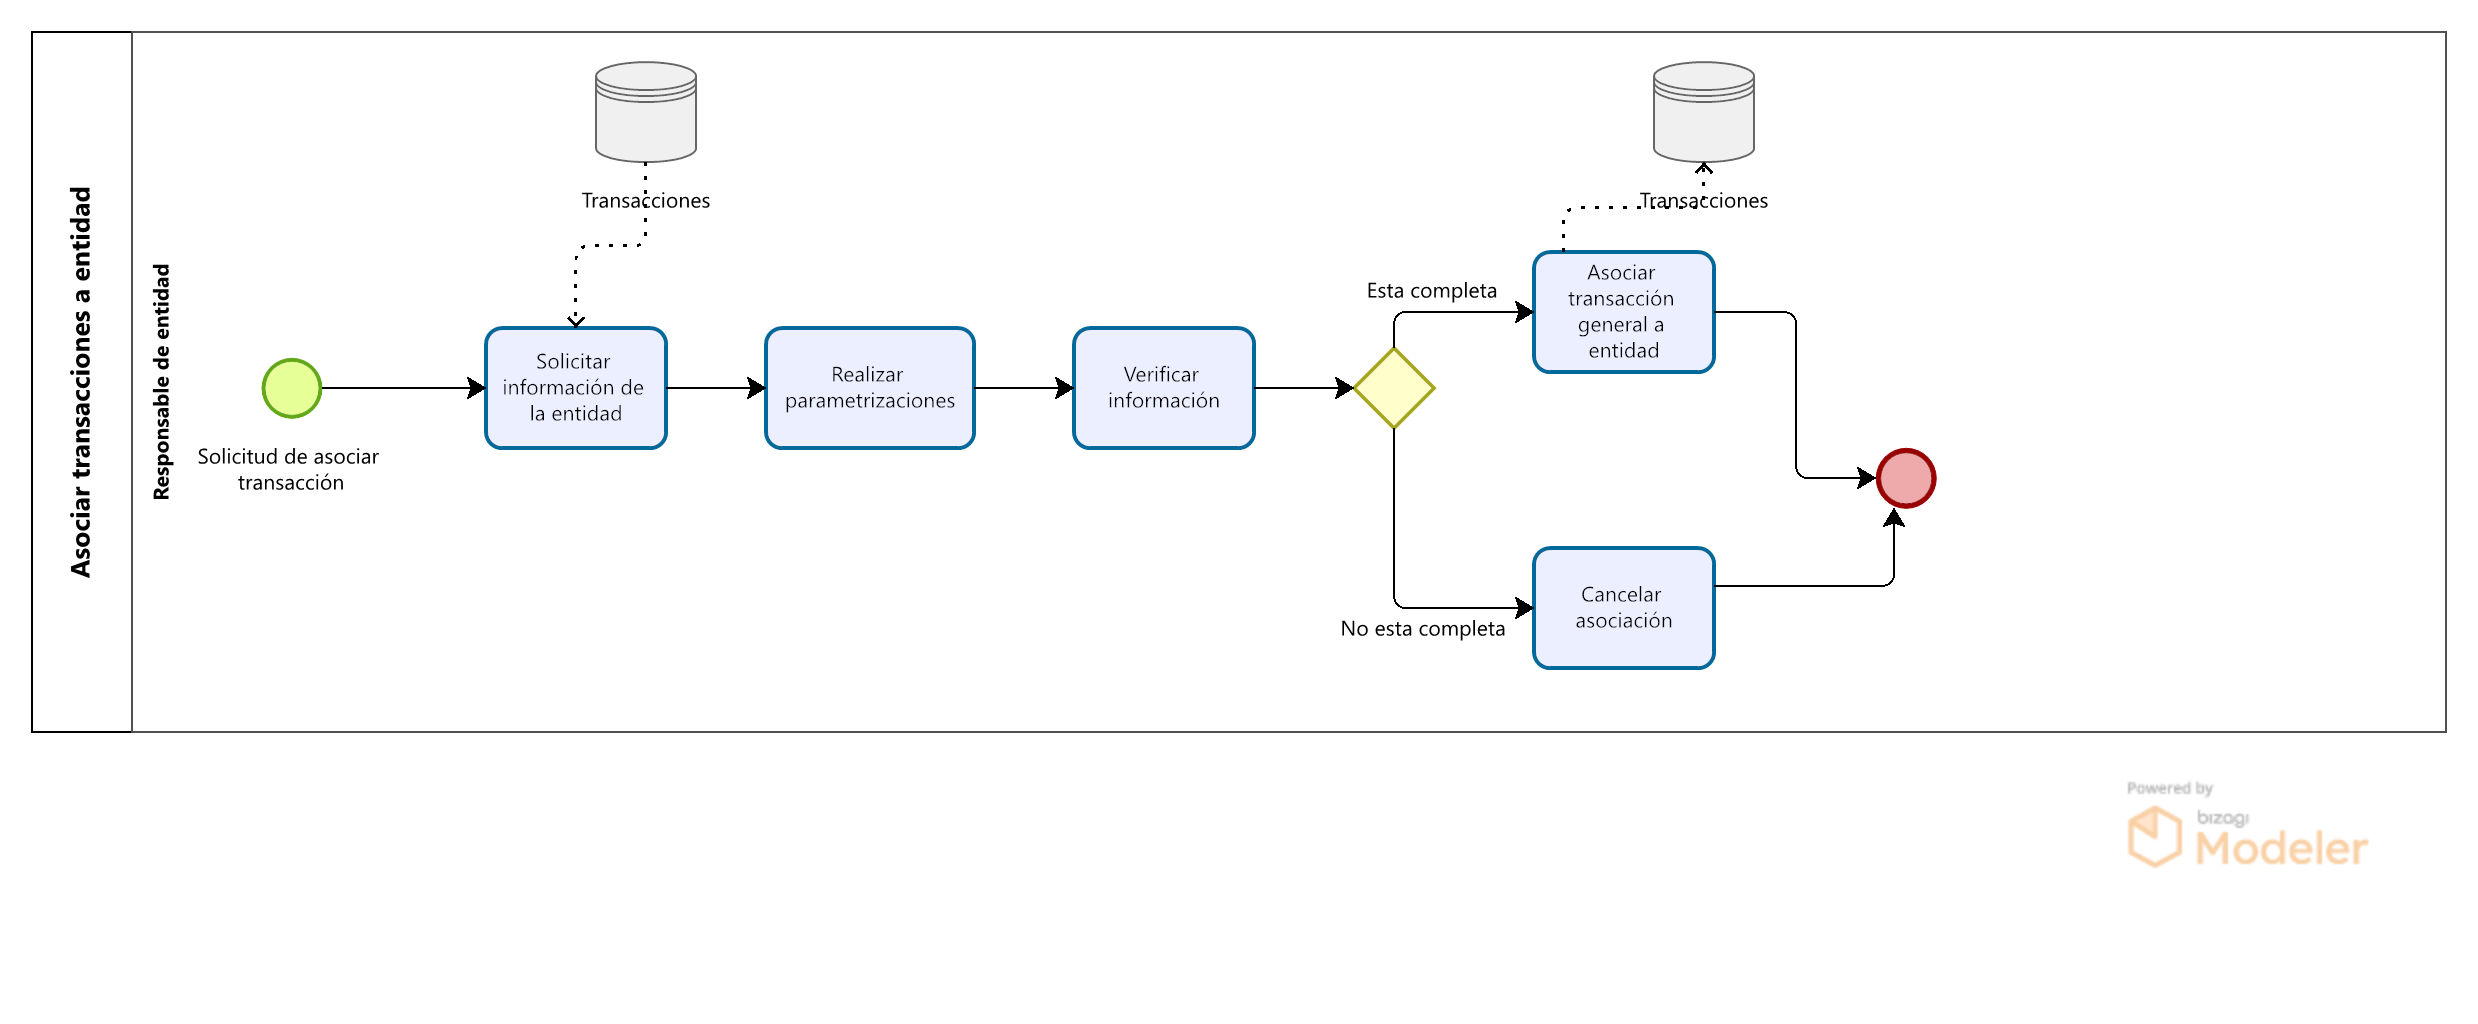 Asociar transacciones a entidad
Responsable de entidad
Transacciones
Transacciones
Solicitud de asociar
transacción
Solicitar
información de
la entidad
Realizar
parametrizaciones
Verificar
información
Esta completa
Asociar
transacción
general a
entidad
No esta completa
Cancelar
asociación
Powered by
bizagi
Modeler